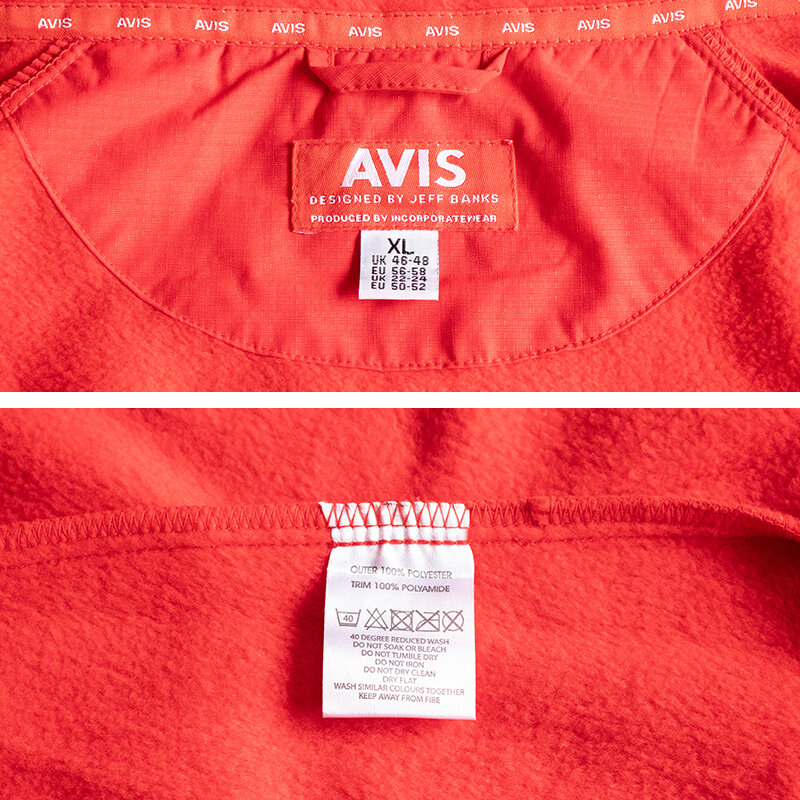 AVIS AVIS AVIS AVIS AVIS AVIS AVIS AVIS AVIS AVIS
AVIS
DESIGNED BY JEFF BANKS
PRODUCED BY INCORPORATEWEAR
XL
UK 46-48
EU 56-58
UK 22-24
EU 50-52
OUTER 100% POLYESTER
TRIM 100% POLYAMIDE
40
40 DEGREE REDUCED WASH
DO NOT SOAK OR BLEACH
DO NOT TUMBLE DRY
DO NOT IRON
DO NOT DRY CLEAN
DRY FLAT
WASH SIMILAR COLOURS TOGETHER
KEEP AWAY FROM FIRE